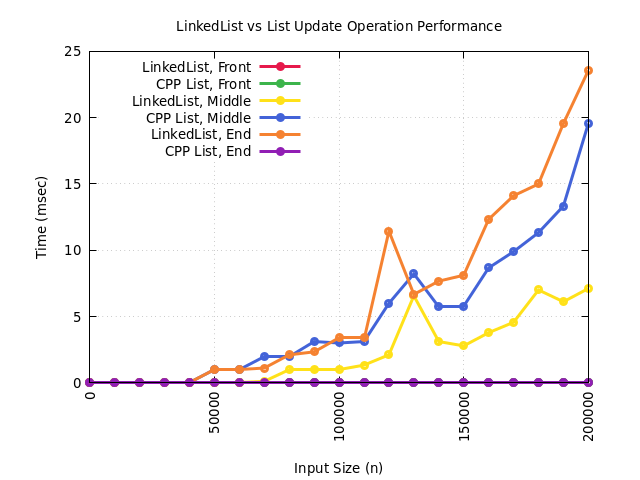 LinkedList vs List Update Operation Performance
Time (msec)
25
20
15
10
5
0
LinkedList, Front
CPP List, Front
LinkedList, Middle
CPP List, Middle
LinkedList, End
CPP List, End
0
50000
100000
150000
200000
Input Size (n)